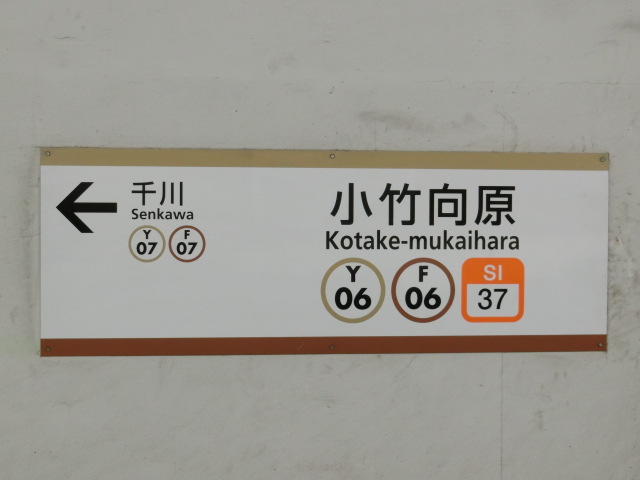 千川
Senkawa
Y 07 F 07
小竹向原
Kotake-mukaihara
Y 06 F 06 SI 37